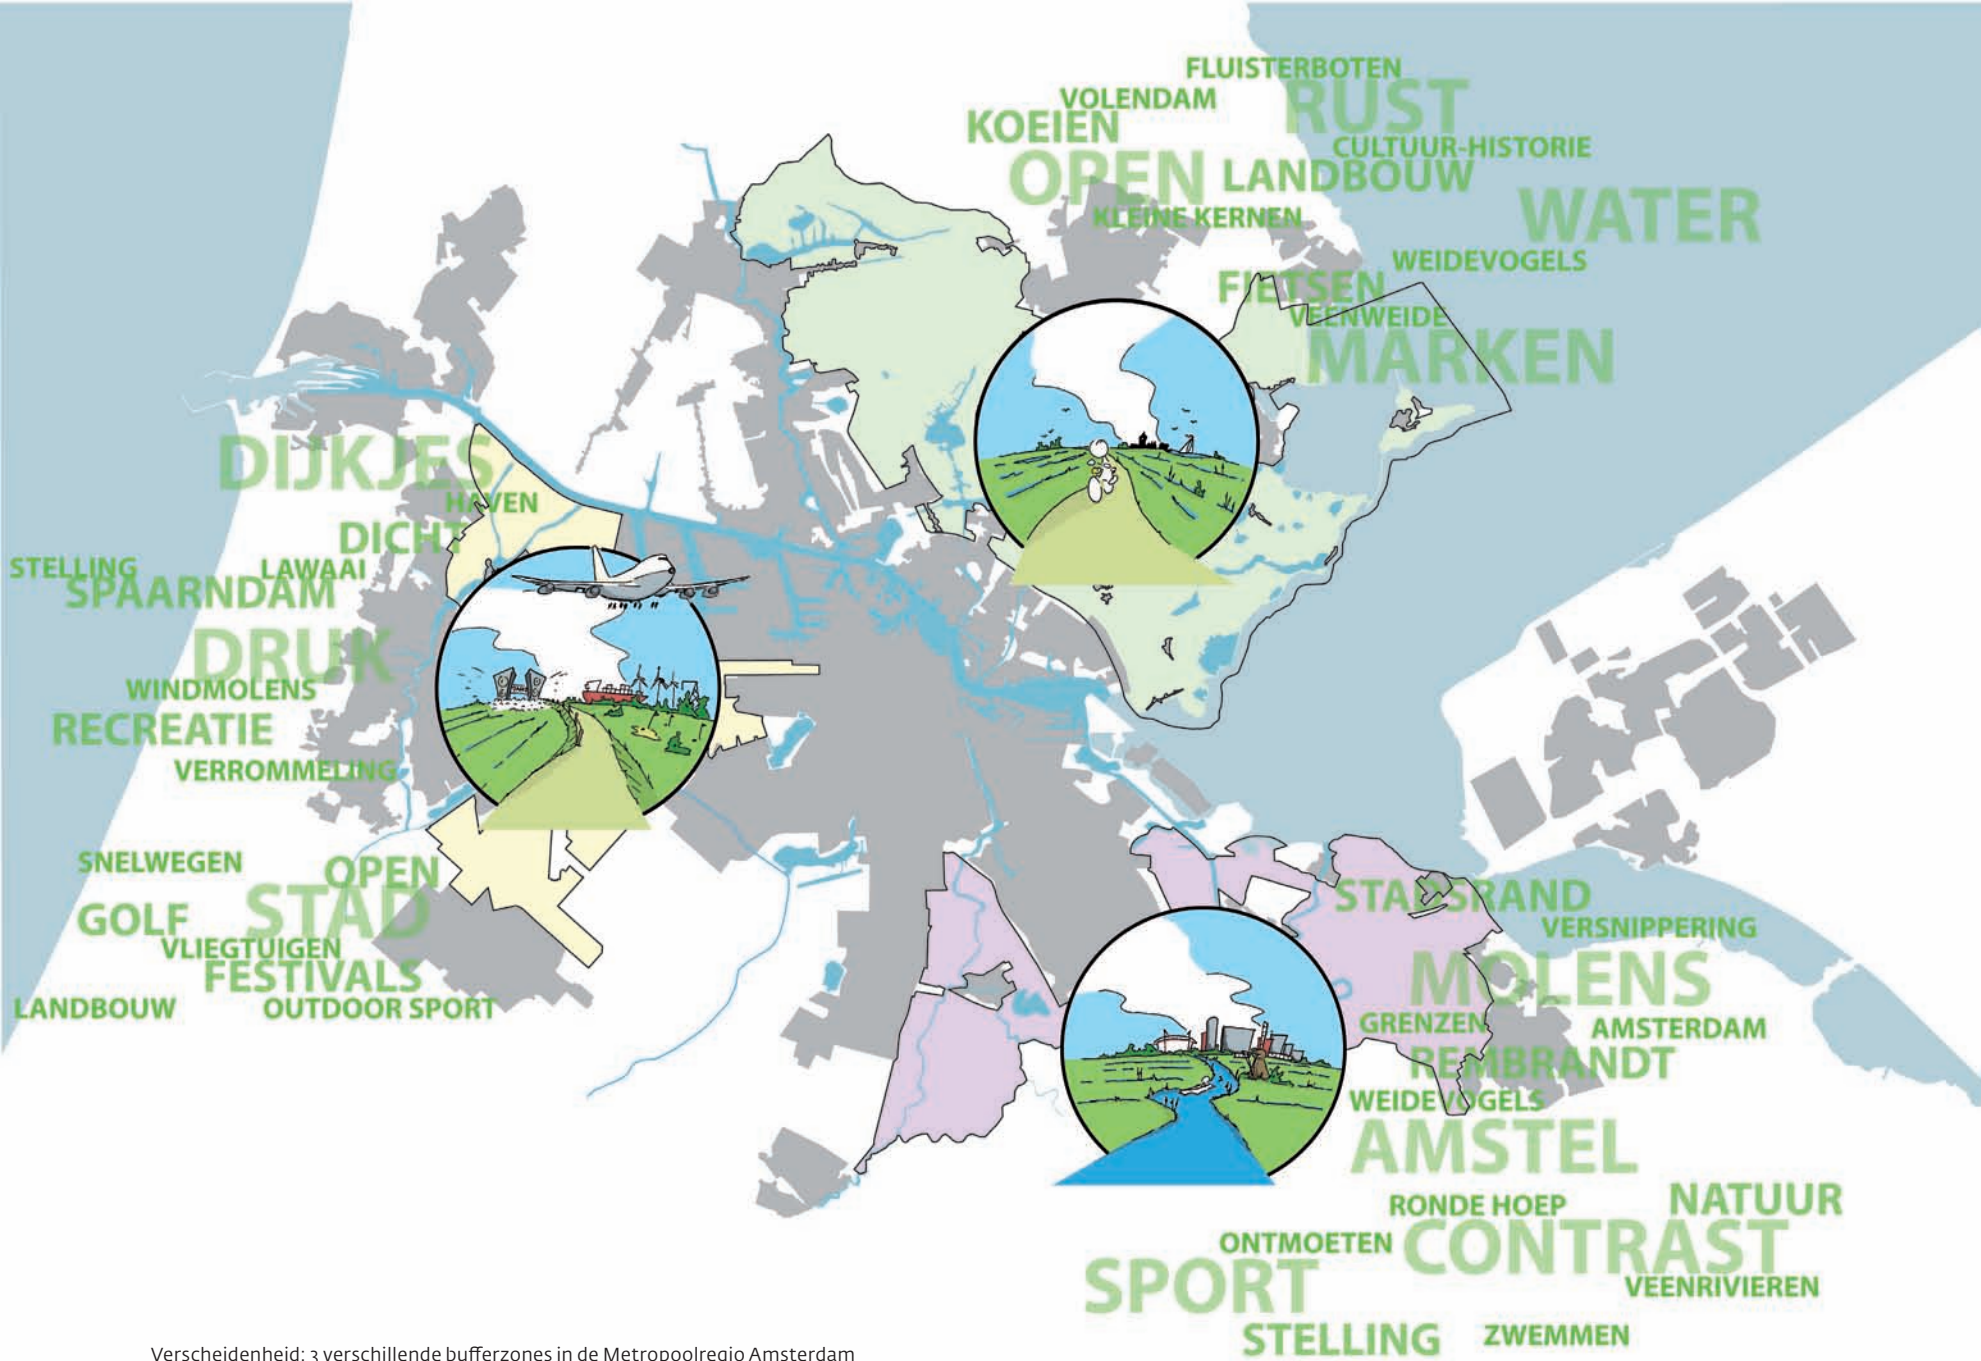 FLUISTERBOTEN
RUST
VOLENDAM
KOEIEN
CULTUUR-HISTORIE
OPEN
LANDBOUW
WATER
KLEINE KERNEN
WEIDEVOGELS
FIETSEN
VEENWEIDE
MARKEN
DIJKJES
HAVEN
DICHT
STELLING
LAWAAI
SPAARNDAM
DRUK
WINDMOLENS
RECREATIE
VERROMMELING
SNELWEGEN
OPEN
STAD
GOLF
VLIEGTUIGEN
FESTIVALS
LANDBOUW
OUTDOOR SPORT
STADSRAND
VERSNIPPERING
MOLENS
GRENZEN
AMSTERDAM
REMBRANDT
WEIDEVOGELS
AMSTEL
RONDE HOEP
NATUUR
ONTMOETEN
CONTRAST
SPORT
VEENRIVIEREN
STELLING
ZWEMMEN
Verscheidenheid: 3 verschillende bufferzones in de Metropoolregio Amsterdam